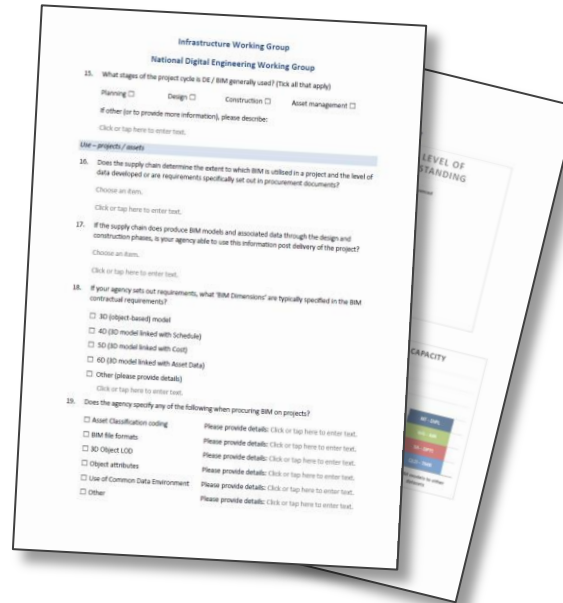 Infrastructure Working Group
National Digital Engineering Working Group
15. What stages of the project cycle is DE / BIM generally used? (Tick all that apply)
Planning ☐ Design ☐ Construction ☐ Asset management ☐
If other (or to provide more information), please describe:
Click or tap here to enter text.
Use – projects / assets
16. Does the supply chain determine the extent to which BIM is utilised in a project and the level of
data developed or are requirements specifically set out in procurement documents?
Choose an item.
Click or tap here to enter text.
17. If the supply chain does produce BIM models and associated data through the design and
construction phases, is your agency able to use this information post delivery of the project?
Choose an item.
Click or tap here to enter text.
18. If your agency sets out requirements, what 'BIM Dimensions' are typically specified in the BIM
contractual requirements?
☐ 3D (object-based) model
☐ 4D (3D model linked with Schedule)
☐ 5D (3D model linked with Cost)
☐ 6D (3D model linked with Asset Data)
☐ Other (please provide details)
Click or tap here to enter text.
19. Does the agency specify any of the following when procuring BIM on projects?
☐ Asset Classification coding Please provide details: Click or tap here to enter text.
☐ BIM file formats Please provide details: Click or tap here to enter text.
☐ 3D Object LOD Please provide details: Click or tap here to enter text.
☐ Object attributes Please provide details: Click or tap here to enter text.
☐ Use of Common Data Environment Please provide details: Click or tap here to enter text.
☐ Other Please provide details: Click or tap here to enter text.
LEVEL OF
STANDING
CAPACITY